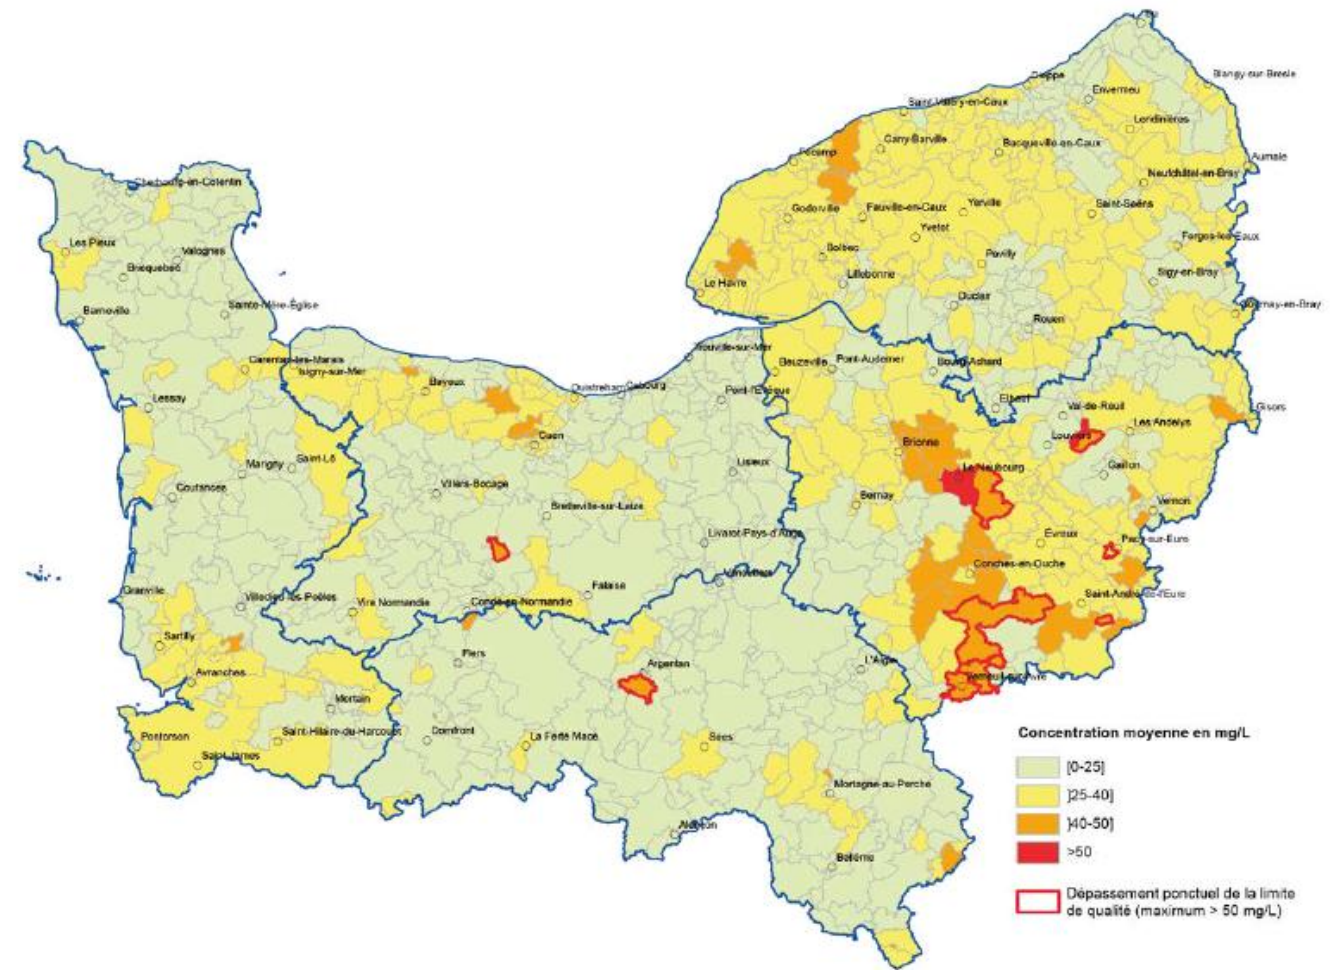 Eu
Blangy-sur-Bresle
Dieppe
Envermeu
Saint-Valéry-en-Caux
Londinières
Cany-Barville
Bacqueville-en-Caux
Fécamp
Aumale
Neufchâtel-en-Bray
Cherbourg-en-Cotentin
Goderville
Fauville-en-Caux
Yerville
Saint-Saëns
Yvetot
Forges-les-Eaux
Les Pieux
Valognes
Bolbec
Pavilly
Bricquebec
Lillebonne
Sigy-en-Bray
Le Havre
Duclair
Sainte-Mère-Église
Gournay-en-Bray
Barneville
Rouen
Trouville-sur-Mer
Carentan-les-Marais
Beuzeville
Pont-Audemer
Bourg-Achard
Isigny-sur-Mer
Bayeux
Ouistreham
Cabourg
Pont-l'Evêque
Lessay
Elbeuf
Val-de-Reuil
Gisors
Louviers
Les Andelys
Caen
Brionne
Marigny
Saint-Lô
Lisieux
Le Neubourg
Gaillon
Coutances
Villers-Bocage
Bernay
Vernon
Bretteville-sur-Laize
Livarot-Pays-d'Auge
Évreux
Pacy-sur-Eure
Conches-en-Ouche
Vimoutiers
Granville
Falaise
Saint-André-de-l'Eure
Villedieu-les-Poêles
Vire Normandie
Condé-en-Normandie
Sartilly
Flers
Argentan
L'Aigle
Avranches
Verneuil-sur-Avre
Mortain
Pontorson
Saint-Hilaire-du-Harcouët
Domfront
La Ferté Macé
Sées
Saint-James
Mortagne-au-Perche
Alençon
Bellême
Concentration moyenne en mg/L
[0-25]
]25-40]
]40-50]
>50
Dépassement ponctuel de la limite
de qualité (maximum > 50 mg/L)